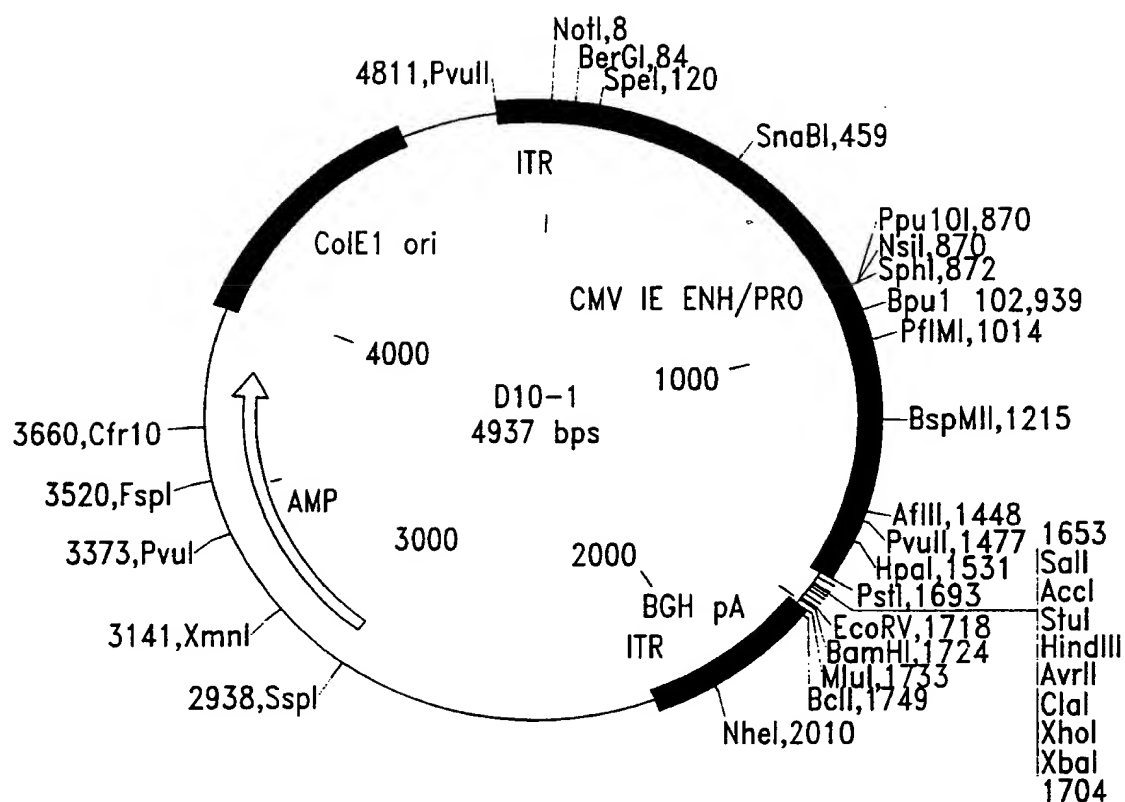 NotI,8
BerGI,84
4811,PvuII
SpeI,120
SnaBI,459
ITR
Ppu10I,870
NsiI,870
SphI,872
ColE1 ori
CMV IE ENH/PRO
Bpu1 102,939
PflMI,1014
4000
1000
D10-1
4937 bps
3660,Cfr10
BspMII,1215
3520,FspI
AMP
AflII,1448
3373,PvuI
3000
PvuII,1477
2000
HpaI,1531
PstI,1693
BGH pA
EcoRV,1718
3141,XmnI
ITR
BamHI,1724
MluI,1733
2938,SspI
BclI,1749
NheI,2010
1653
SalI
AccI
StuI
HindIII
AvrII
ClaI
XhoI
XbaI
1704